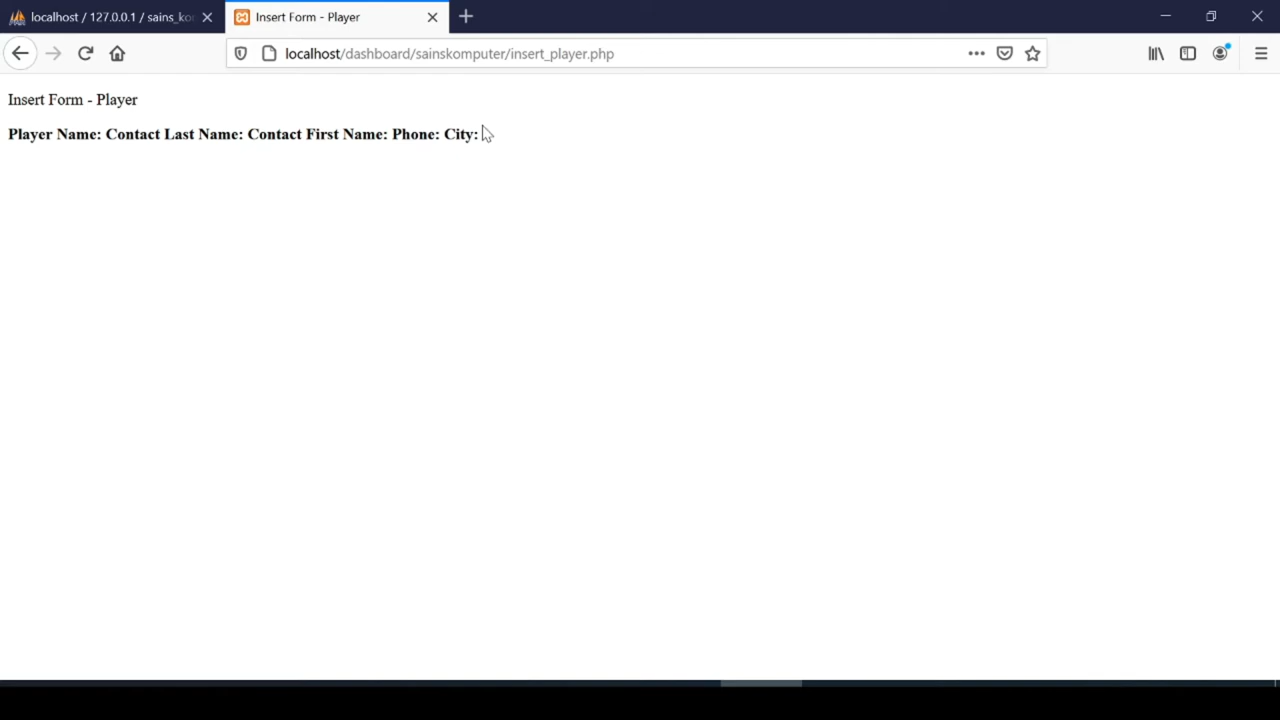 localhost / 127.0.0.1 / sains_ko
Insert Form - Player
localhost/dashboard/sainskomputer/insert_player.php
Insert Form - Player
Player Name: Contact Last Name: Contact First Name: Phone: City: